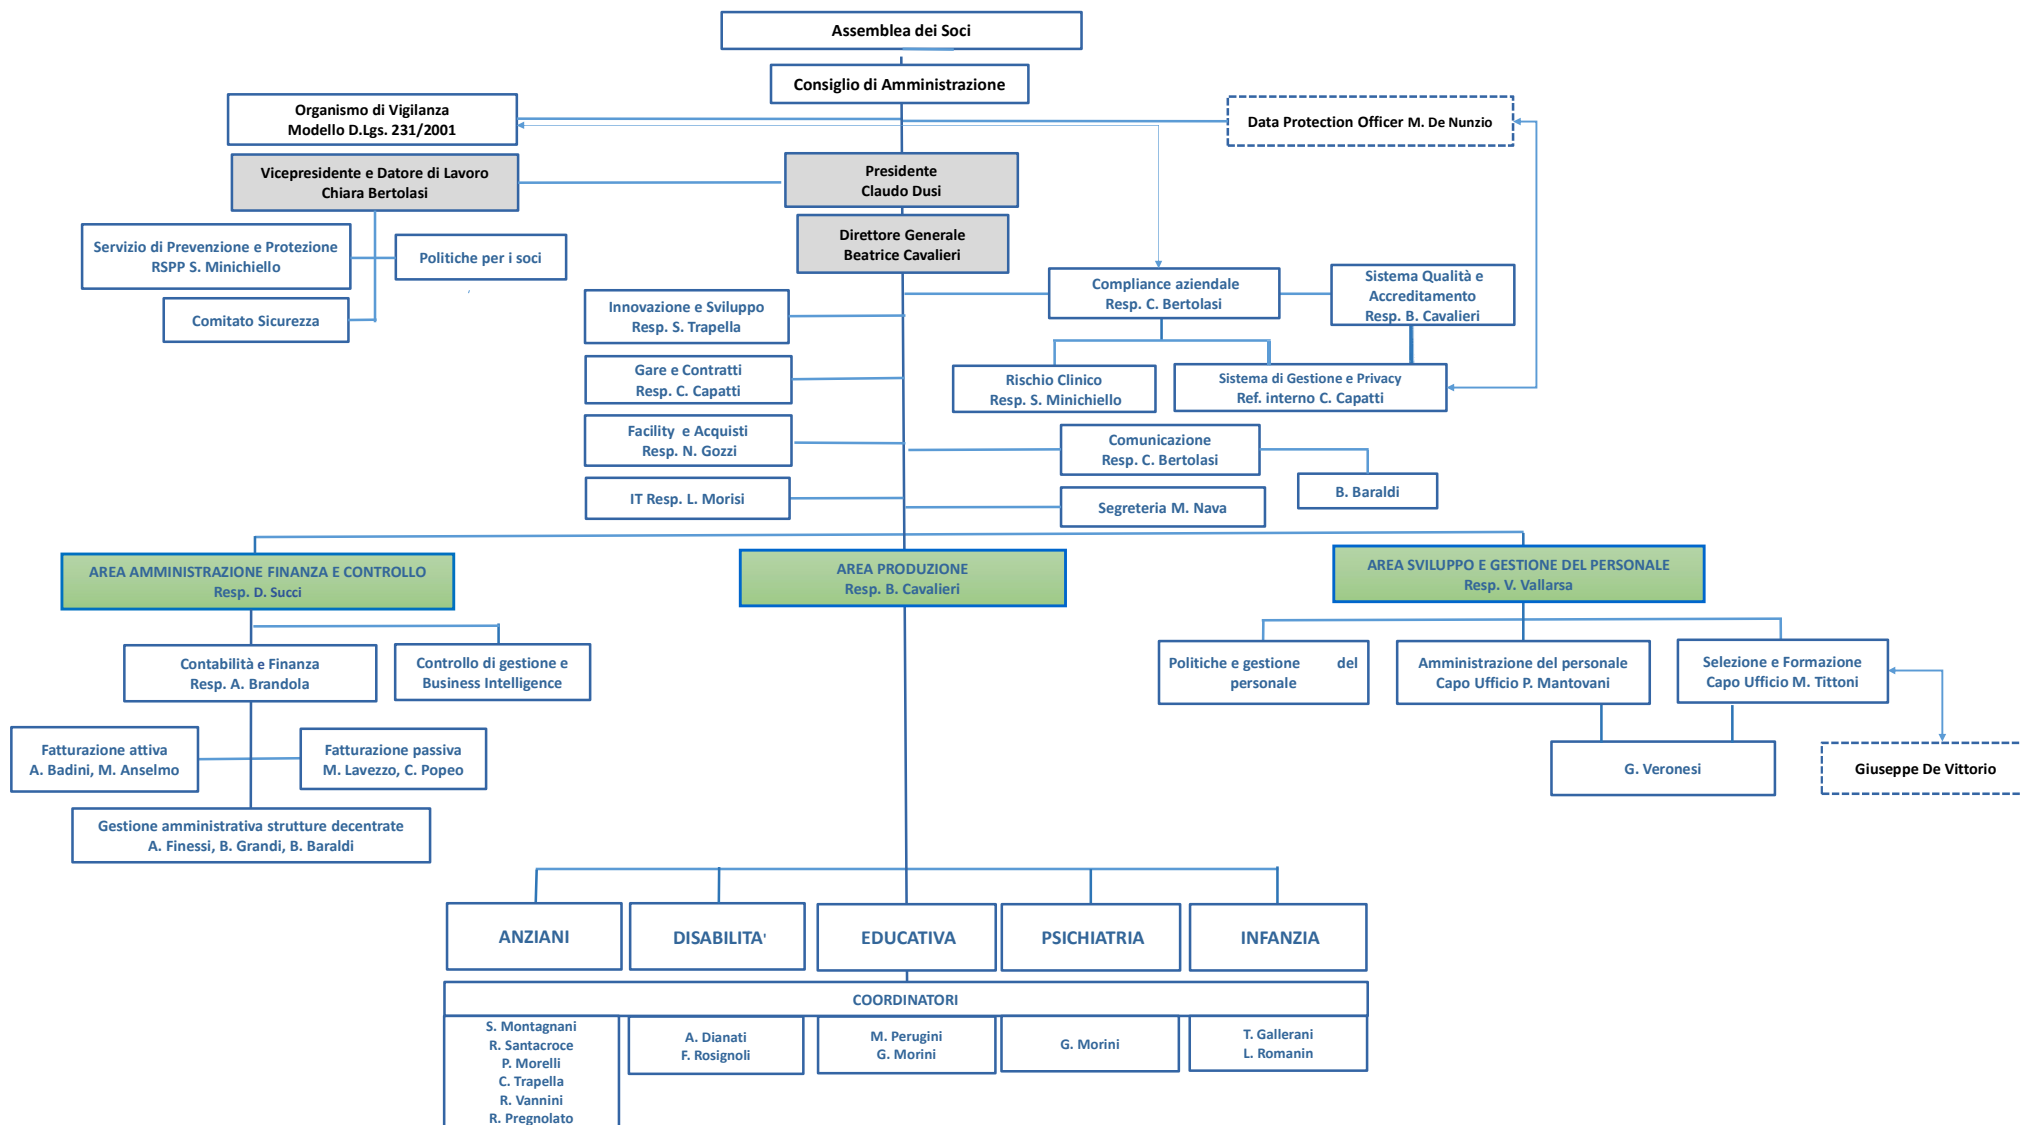 Assemblea dei Soci
Consiglio di Amministrazione
Organismo di Vigilanza
Modello D.Lgs. 231/2001
Data Protection Officer M. De Nunzio
Vicepresidente e Datore di Lavoro
Chiara Bertolasi
Presidente
Claudo Dusi
Direttore Generale
Beatrice Cavalieri
Servizio di Prevenzione e Protezione
RSPP S. Minichiello
Politiche per i soci
Comitato Sicurezza
Innovazione e Sviluppo
Resp. S. Trapella
Compliance aziendale
Resp. C. Bertolasi
Sistema Qualità e
Accreditamento
Resp. B. Cavalieri
Gare e Contratti
Resp. C. Capatti
Rischio Clinico
Resp. S. Minichiello
Sistema di Gestione e Privacy
Ref. interno C. Capatti
Facility e Acquisti
Resp. N. Gozzi
Comunicazione
Resp. C. Bertolasi
B. Baraldi
IT Resp. L. Morisi
Segreteria M. Nava
AREA AMMINISTRAZIONE FINANZA E CONTROLLO
Resp. D. Succi
AREA PRODUZIONE
Resp. B. Cavalieri
AREA SVILUPPO E GESTIONE DEL PERSONALE
Resp. V. Vallarsa
Contabilità e Finanza
Resp. A. Brandola
Controllo di gestione e
Business Intelligence
Politiche e gestione del
personale
Amministrazione del personale
Capo Ufficio P. Mantovani
Selezione e Formazione
Capo Ufficio M. Tittoni
Fatturazione attiva
A. Badini, M. Anselmo
Fatturazione passiva
M. Lavezzo, C. Popeo
G. Veronesi
Giuseppe De Vittorio
Gestione amministrativa strutture decentrate
A. Finessi, B. Grandi, B. Baraldi
ANZIANI
DISABILITA'
EDUCATIVA
PSICHIATRIA
INFANZIA
COORDINATORI
S. Montagnani
R. Santacroce
P. Morelli
C. Trapella
R. Vannini
R. Pregnolato
A. Dianati
F. Rosignoli
M. Perugini
G. Morini
G. Morini
T. Gallerani
L. Romanin